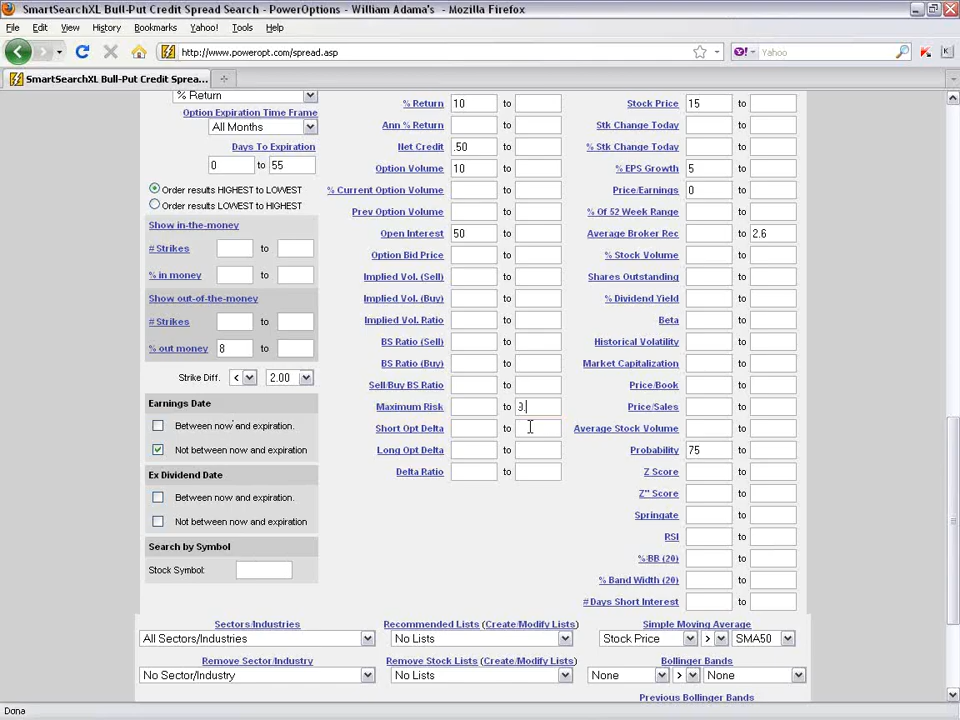 SmartSearchXL Bull-Put Credit Spread Search - PowerOptions - William Adama's - Mozilla Firefox
File Edit View History Bookmarks Yahoo! Tools Help
http://www.poweropt.com/spread.asp
Yahoo
SmartSearchXL Bull-Put Credit Sprea...
% Return
Option Expiration Time Frame
All Months
Days To Expiration
0 to 55
Order results HIGHEST to LOWEST
Order results LOWEST to HIGHEST
Show in-the-money
# Strikes to
% in money to
Show out-of-the-money
# Strikes to
% out money 8 to
Strike Diff. < 2.00
Earnings Date
Between now and expiration.
Not between now and expiration
Ex Dividend Date
Between now and expiration.
Not between now and expiration
Search by Symbol
Stock Symbol:
% Return 10 to
Ann % Return to
Net Credit .50 to
Option Volume 10 to
% Current Option Volume to
Prev Option Volume to
Open Interest 50 to
Option Bid Price to
Implied Vol. (Sell) to
Implied Vol. (Buy) to
Implied Vol. Ratio to
BS Ratio (Sell) to
BS Ratio (Buy) to
Sell/Buy BS Ratio to
Maximum Risk to 9.
Short Opt Delta to
Long Opt Delta to
Delta Ratio to
Stock Price 15 to
Stk Change Today to
% Stk Change Today to
% EPS Growth 5 to
Price/Earnings 0 to
% Of 52 Week Range to
Average Broker Rec to 2.6
% Stock Volume to
Shares Outstanding to
% Dividend Yield to
Beta to
Historical Volatility to
Market Capitalization to
Price/Book to
Price/Sales to
Average Stock Volume to
Probability 75 to
Z Score to
Z" Score to
Springate to
RSI to
%BB (20) to
% Band Width (20) to
# Days Short Interest to
Sectors/Industries
All Sectors/Industries
Remove Sector/Industry
No Sector/Industry
Recommended Lists (Create/Modify Lists)
No Lists
Remove Stock Lists (Create/Modify Lists)
No Lists
Simple Moving Average
Stock Price > SMA50
Bollinger Bands
None > None
Previous Bollinger Bands
Done